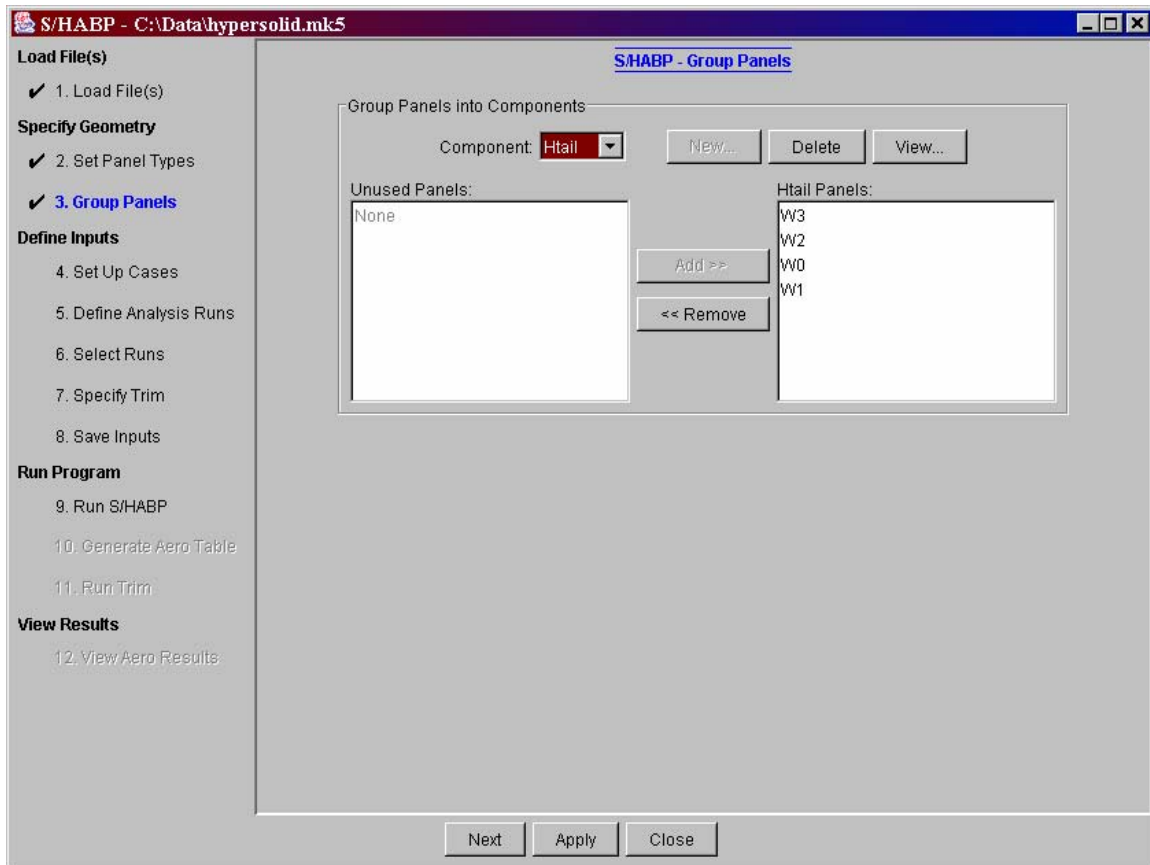 S/HABP - C:\Data\hypersolid.mk5
Load File(s)
✔ 1. Load File(s)
Specify Geometry
✔ 2. Set Panel Types
✔ 3. Group Panels
Define Inputs
4. Set Up Cases
5. Define Analysis Runs
6. Select Runs
7. Specify Trim
8. Save Inputs
Run Program
9. Run S/HABP
10. Generate Aero Table
11. Run Trim
View Results
12. View Aero Results
S/HABP - Group Panels
Group Panels into Components
Component: Htail New... Delete View...
Unused Panels:
None
Add >>
<< Remove
Htail Panels:
W3
W2
W0
W1
Next Apply Close